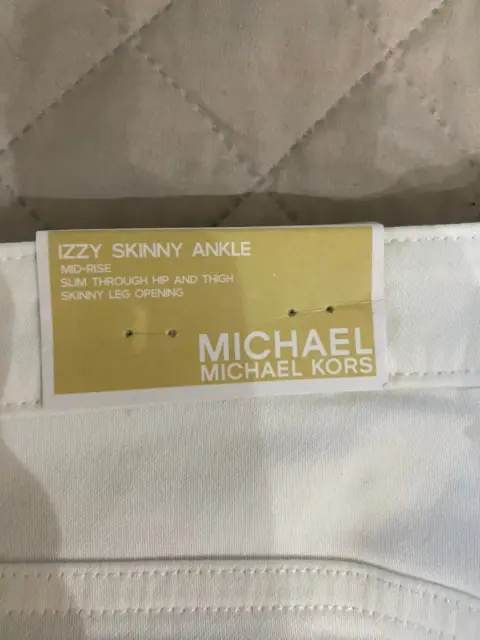 IZZY SKINNY ANKLE
MID-RISE
SLIM THROUGH HIP AND THIGH
SKINNY LEG OPENING
MICHAEL
MICHAEL KORS